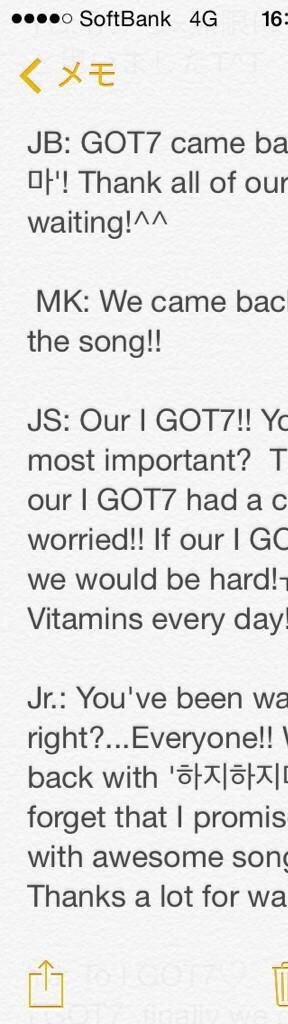 SoftBank 4G 16:
メモ
JB: GOT7 came ba
마'! Thank all of our
waiting!^^
MK: We came back
the song!!
JS: Our I GOT7!! Yo
most important? T
our I GOT7 had a c
worried!! If our I GO
we would be hard!ㅜ
Vitamins every day!
Jr.: You've been wa
right?...Everyone!! W
back with '하지하지마
forget that I promis
with awesome song
Thanks a lot for wa